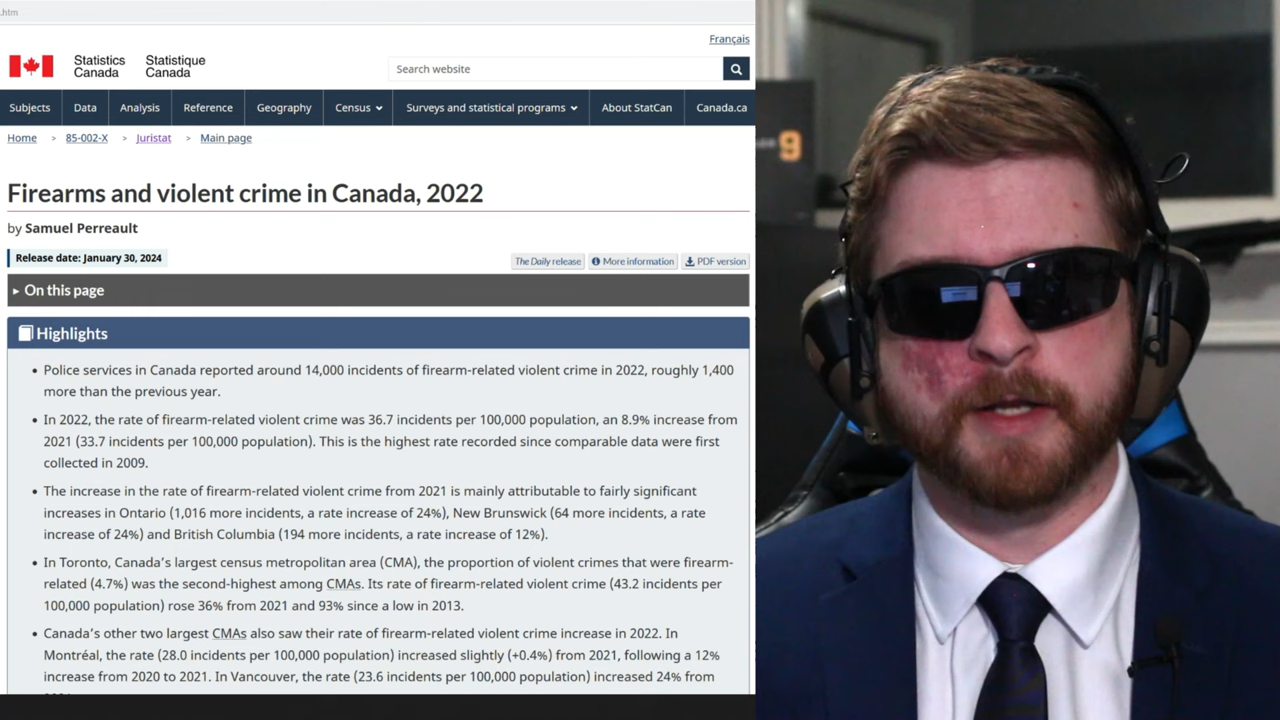 .htm
Français
Statistics
Canada
Statistique
Canada
Search website
Subjects
Data
Analysis
Reference
Geography
Census
Surveys and statistical programs
About StatCan
Canada.ca
Home > 85-002-X > Juristat > Main page
Firearms and violent crime in Canada, 2022
by Samuel Perreault
Release date: January 30, 2024
The Daily release
More information
PDF version
On this page
Highlights
Police services in Canada reported around 14,000 incidents of firearm-related violent crime in 2022, roughly 1,400
more than the previous year.
In 2022, the rate of firearm-related violent crime was 36.7 incidents per 100,000 population, an 8.9% increase from
2021 (33.7 incidents per 100,000 population). This is the highest rate recorded since comparable data were first
collected in 2009.
The increase in the rate of firearm-related violent crime from 2021 is mainly attributable to fairly significant
increases in Ontario (1,016 more incidents, a rate increase of 24%), New Brunswick (64 more incidents, a rate
increase of 24%) and British Columbia (194 more incidents, a rate increase of 12%).
In Toronto, Canada's largest census metropolitan area (CMA), the proportion of violent crimes that were firearm-
related (4.7%) was the second-highest among CMAs. Its rate of firearm-related violent crime (43.2 incidents per
100,000 population) rose 36% from 2021 and 93% since a low in 2013.
Canada's other two largest CMAs also saw their rate of firearm-related violent crime increase in 2022. In
Montréal, the rate (28.0 incidents per 100,000 population) increased slightly (+0.4%) from 2021, following a 12%
increase from 2020 to 2021. In Vancouver, the rate (23.6 incidents per 100,000 population) increased 24% from
9